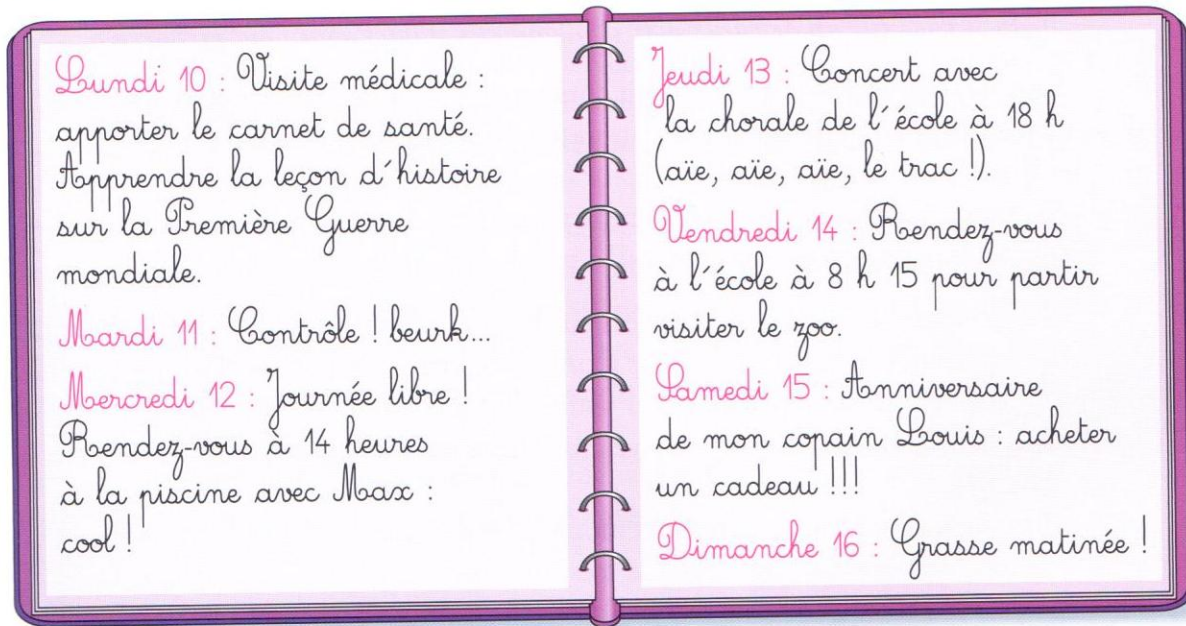 Lundi 10 : Visite médicale :
apporter le carnet de santé.
Apprendre la leçon d'histoire
sur la Première Guerre
mondiale.
Mardi 11 : Contrôle ! beurk...
Mercredi 12 : Journée libre !
Rendez-vous à 14 heures
à la piscine avec Max :
cool !
Jeudi 13 : Concert avec
la chorale de l'école à 18 h
(aïe, aïe, aïe, le trac !).
Vendredi 14 : Rendez-vous
à l'école à 8 h 15 pour partir
visiter le zoo.
Samedi 15 : Anniversaire
de mon copain Louis : acheter
un cadeau !!!
Dimanche 16 : Grasse matinée !